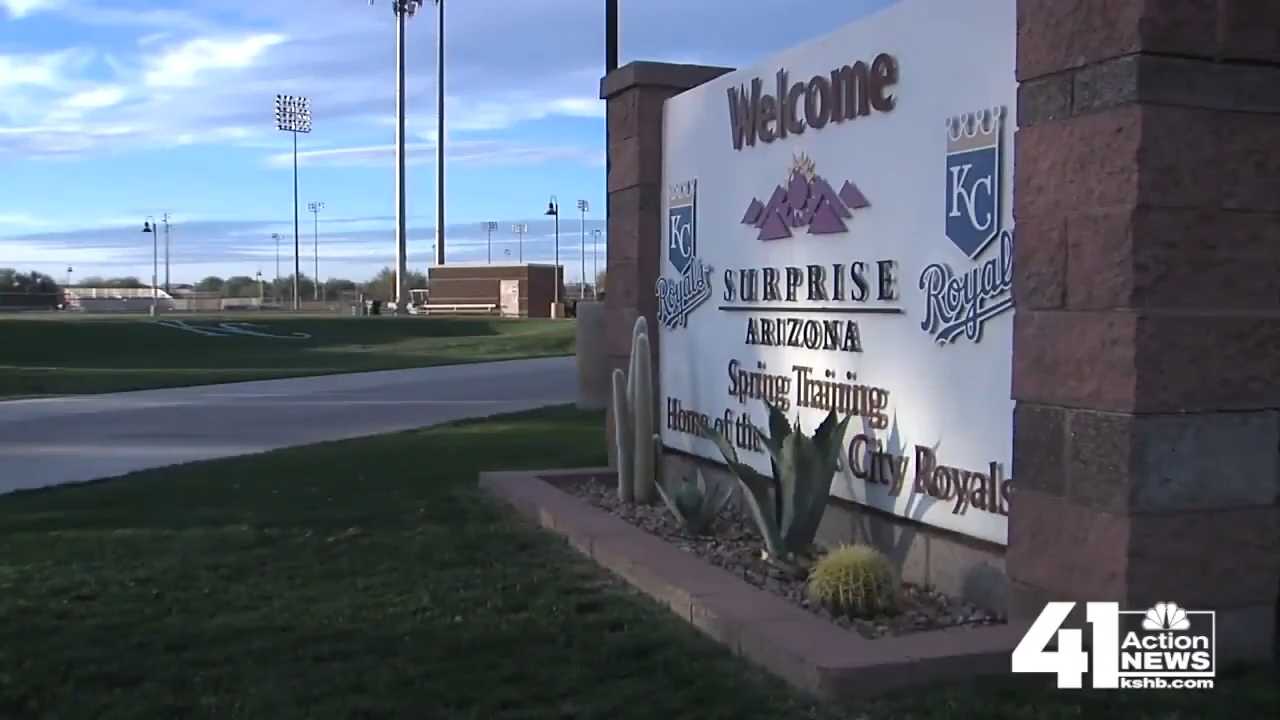 Welcome
KC
Royals
KC
Royals
SURPRISE
ARIZONA
Spring Training
Home of the s City Royals
41 Action
NEWS
kshb.com